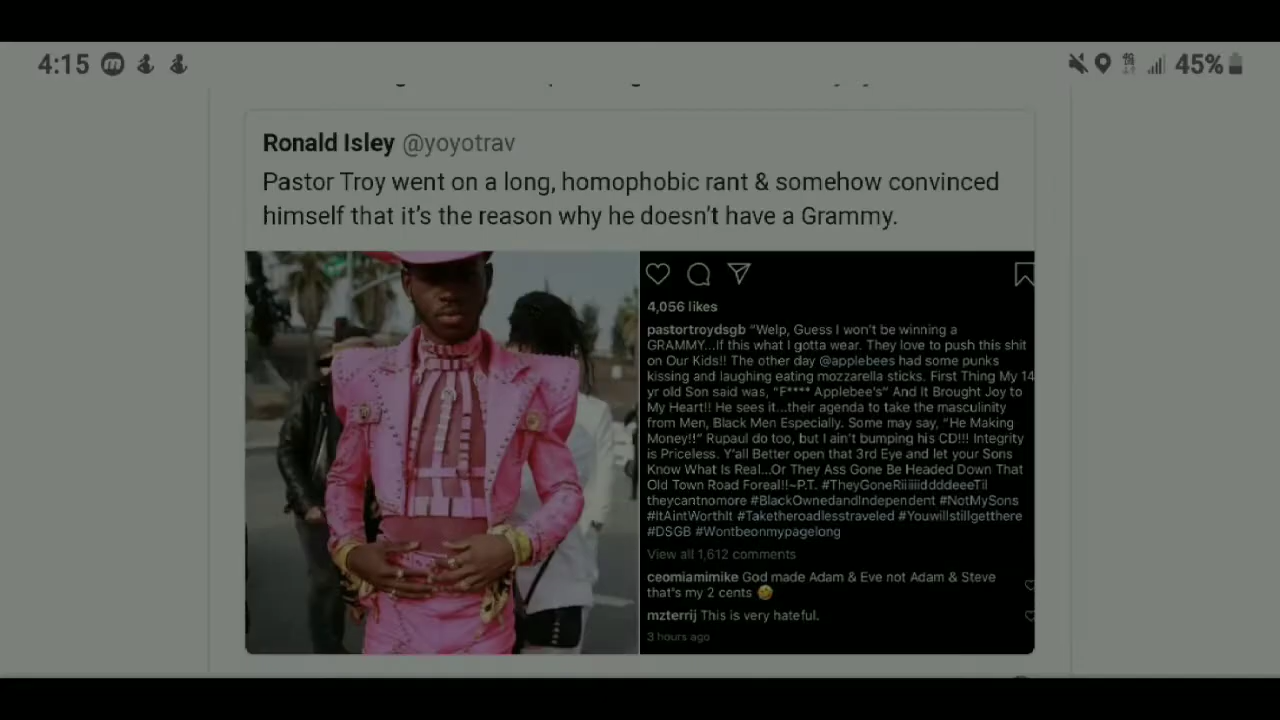 4:15
45%
Ronald Isley @yoyotrav
Pastor Troy went on a long, homophobic rant & somehow convinced
himself that it's the reason why he doesn't have a Grammy.
4,056 likes
pastortroydsgb "Welp, Guess I won't be winning a
GRAMMY...If this what I gotta wear. They love to push this shit
on Our Kids!! The other day @applebees had some punks
kissing and laughing eating mozzarella sticks. First Thing My 14
yr old Son said was, "F**** Applebee's" And It Brought Joy to
My Heart!! He sees it...their agenda to take the masculinity
from Men, Black Men Especially. Some may say, "He Making
Money!!" Rupaul do too, but I ain't bumping his CD!!! Integrity
is Priceless. Y'all Better open that 3rd Eye and let your Sons
Know What Is Real...Or They Ass Gone Be Headed Down That
Old Town Road Foreal!!~P.T. #TheyGoneRiiiiiidddeeeTil
theycantnomore #BlackOwnedandIndependent #NotMySons
#ItAintWorthIt #Taketheroadlesstraveled #Youwillstillgetthere
#DSGB #Wontbeonmypagelong
View all 1,612 comments
ceomiamimike God made Adam & Eve not Adam & Steve
that's my 2 cents 🤣
mzterrij This is very hateful.
3 hours ago